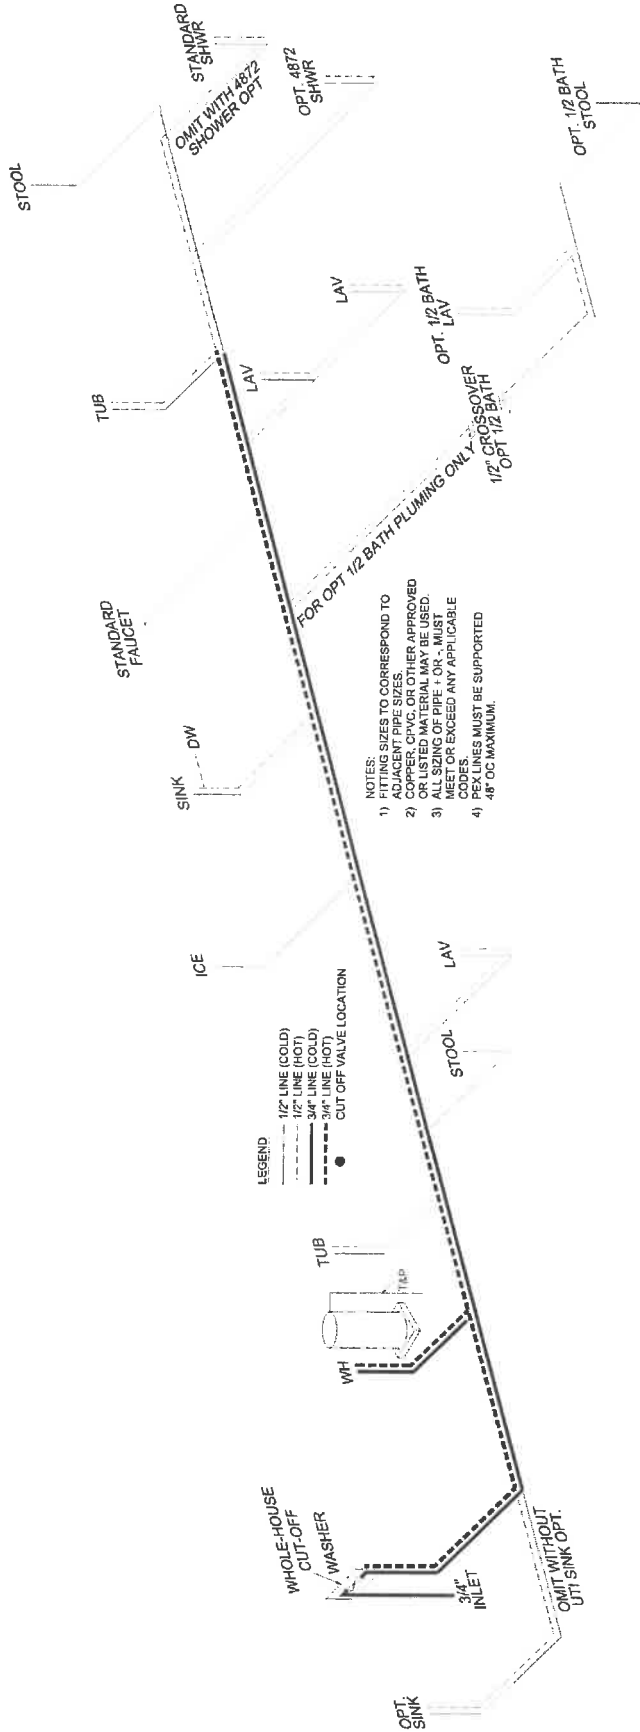 STOOL
STANDARD
SHWR
OMIT WITH 4872
SHOWER OPT
OPT. 4872
SHWR
OPT. 1/2 BATH
STOOL
TUB
LAV
LAV
OPT. 1/2 BATH
LAV
1/2" CROSSOVER
OPT 1/2 BATH
FOR OPT 1/2 BATH PLUMING ONLY
STANDARD
FAUCET
SINK
DW
ICE
NOTES:
1) FITTING SIZES TO CORRESPOND TO
ADJACENT PIPE SIZES.
2) COPPER, CPVC, OR OTHER APPROVED
OR LISTED MATERIAL MAY BE USED.
3) ALL SIZING OF PIPE + OR -, MUST
MEET OR EXCEED ANY APPLICABLE
CODES.
4) PEX LINES MUST BE SUPPORTED
48" OC MAXIMUM.
LEGEND
1/2" LINE (COLD)
1/2" LINE (HOT)
3/4" LINE (COLD)
3/4" LINE (HOT)
CUT OFF VALVE LOCATION
LAV
STOOL
TUB
T&P
WH
WHOLE-HOUSE
CUT-OFF
WASHER
3/4"
INLET
OMIT WITHOUT
UTI SINK OPT.
OPT.
SINK